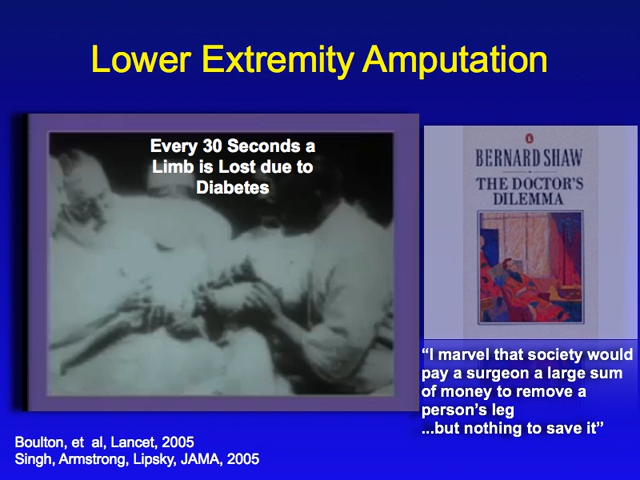 Lower Extremity Amputation
Every 30 Seconds a
Limb is Lost due to
Diabetes
BERNARD SHAW
THE DOCTOR'S
DILEMMA
“I marvel that society would
pay a surgeon a large sum
of money to remove a
person’s leg
...but nothing to save it”
Boulton, et  al, Lancet, 2005
Singh, Armstrong, Lipsky, JAMA, 2005